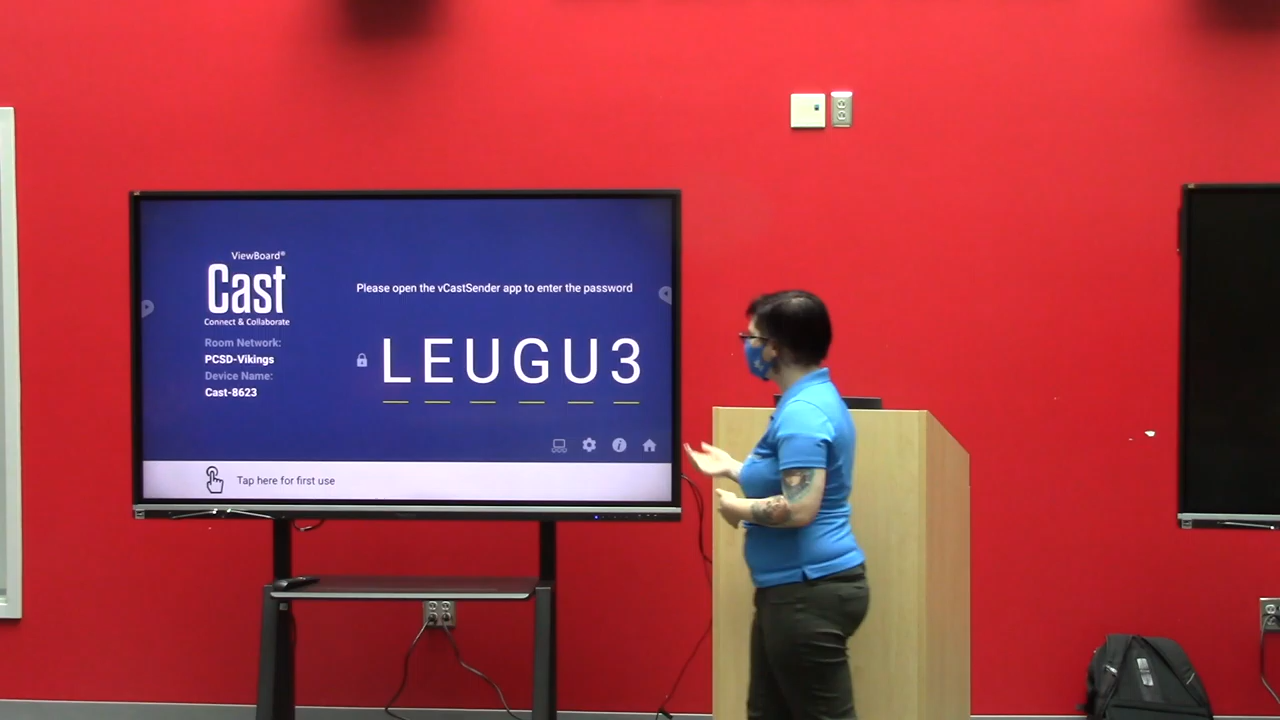 ViewBoard®
Cast
Connect & Collaborate
Room Network:
PCSD-Vikings
Device Name:
Cast-8623
Please open the vCastSender app to enter the password
LEUGU3
Tap here for first use